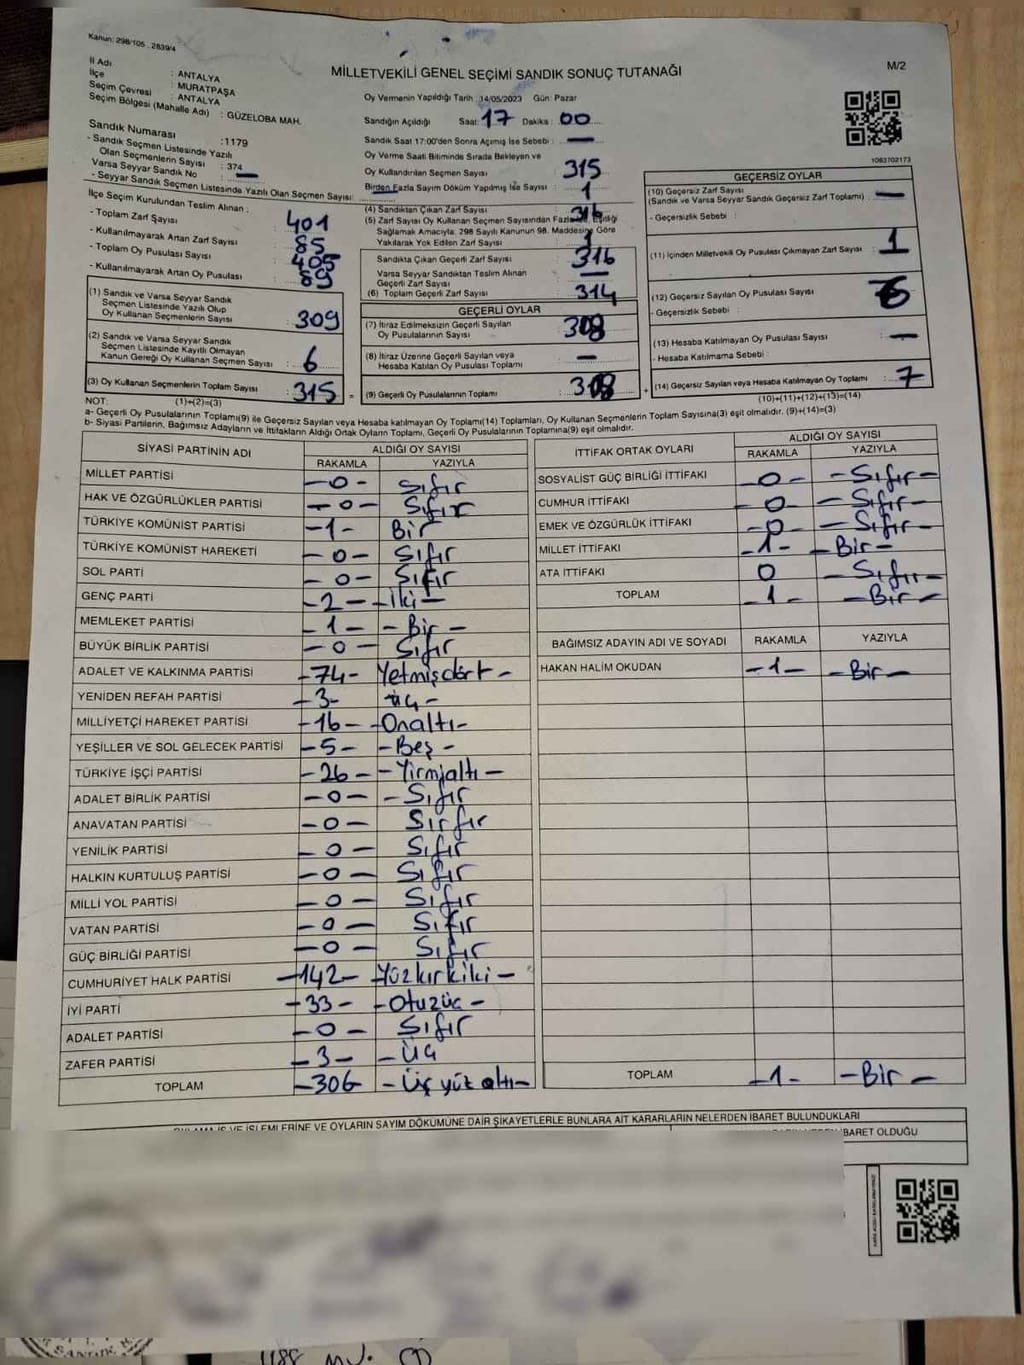 Kanun: 298/105 . 2839/4
MİLLETVEKİLİ GENEL SEÇİMİ SANDIK SONUÇ TUTANAĞI
M/2
İl Adı : ANTALYA
İlçe : MURATPAŞA
Seçim Çevresi : ANTALYA
Seçim Bölgesi (Mahalle Adı) : GÜZELOBA MAH.
Sandık Numarası :1179
- Sandık Seçmen Listesinde Yazılı
Olan Seçmenlerin Sayısı : 374
Varsa Seyyar Sandık No : —
- Seyyar Sandık Seçmen Listesinde Yazılı Olan Seçmen Sayısı:
İlçe Seçim Kurulundan Teslim Alınan :
- Toplam Zarf Sayısı : 401
- Kullanılmayarak Artan Zarf Sayısı : 85
- Toplam Oy Pusulası Sayısı : 405
- Kullanılmayarak Artan Oy Pusulası : 89
(1) Sandık ve Varsa Seyyar Sandık
Seçmen Listesinde Yazılı Olup
Oy Kullanan Seçmenlerin Sayısı : 309
(2) Sandık ve Varsa Seyyar Sandık
Seçmen Listesinde Kayıtlı Olmayan
Kanun Gereği Oy Kullanan Seçmen Sayısı : 6
(3) Oy Kullanan Seçmenlerin Toplam Sayısı : 315
Oy Vermenin Yapıldığı Tarih :14/05/2023 Gün: Pazar
Sandığın Açıldığı Saat: 17 Dakika : 00
Sandık Saat 17:00'den Sonra Açılmış İse Sebebi : —
Oy Verme Saati Bitiminde Sırada Bekleyen ve
Oy Kullandırılan Seçmen Sayısı : 315
Birden Fazla Sayım Döküm Yapılmış İse Sayısı : 1
(4) Sandıktan Çıkan Zarf Sayısı : 316
(5) Zarf Sayısı Oy Kullanan Seçmen Sayısından Fazla İse, Eşitliği
Sağlamak Amacıyla, 298 Sayılı Kanunun 98. Maddesine Göre
Yakılarak Yok Edilen Zarf Sayısı : 1
Sandıkta Çıkan Geçerli Zarf Sayısı : 316
Varsa Seyyar Sandıktan Teslim Alınan
Geçerli Zarf Sayısı : —
(6) Toplam Geçerli Zarf Sayısı : 314
GEÇERLİ OYLAR
(7) İtiraz Edilmeksizin Geçerli Sayılan
Oy Pusulalarının Sayısı : 308
(8) İtiraz Üzerine Geçerli Sayılan veya
Hesaba Katılan Oy Pusulası Toplamı : —
(9) Geçerli Oy Pusulalarının Toplamı : 308
1083702173
GEÇERSİZ OYLAR
(10) Geçersiz Zarf Sayısı
(Sandık ve Varsa Seyyar Sandık Geçersiz Zarf Toplamı) : —
- Geçersizlik Sebebi :
(11) İçinden Milletvekili Oy Pusulası Çıkmayan Zarf Sayısı : 1
(12) Geçersiz Sayılan Oy Pusulası Sayısı : 6
- Geçersizlik Sebebi :
(13) Hesaba Katılmayan Oy Pusulası Sayısı : —
- Hesaba Katılmama Sebebi :
(14) Geçersiz Sayılan veya Hesaba Katılmayan Oy Toplamı : 7
NOT: (1)+(2)=(3) (10)+(11)+(12)+(13)=(14)
a- Geçerli Oy Pusulaları Toplamı(9) ile Geçersiz Sayılan veya Hesaba katılmayan Oy Toplamı(14) Toplamları, Oy Kullanan Seçmenlerin Toplam Sayısına(3) eşit olmalıdır. (9)+(14)=(3)
b- Siyasi Partilerin, Bağımsız Adayların ve İttifakların Aldığı Ortak Oyların Toplamı, Geçerli Oy Pusulalarının Toplamına(9) eşit olmalıdır.
SİYASİ PARTİNİN ADI ALDIĞI OY SAYISI
RAKAMLA YAZIYLA
MİLLET PARTİSİ —0— Sıfır
HAK VE ÖZGÜRLÜKLER PARTİSİ —0— Sıfır
TÜRKİYE KOMÜNİST PARTİSİ —1— Bir
TÜRKİYE KOMÜNİST HAREKETİ —0— Sıfır
SOL PARTİ —0— Sıfır
GENÇ PARTİ —2— —İki—
MEMLEKET PARTİSİ —1— —Bir—
BÜYÜK BİRLİK PARTİSİ —0— Sıfır
ADALET VE KALKINMA PARTİSİ —74— Yetmişdört—
YENİDEN REFAH PARTİSİ —3— üç—
MİLLİYETÇİ HAREKET PARTİSİ —16— —Onaltı—
YEŞİLLER VE SOL GELECEK PARTİSİ —5— —Beş—
TÜRKİYE İŞÇİ PARTİSİ —26— —Yirmialtı—
ADALET BİRLİK PARTİSİ —0— —Sıfır
ANAVATAN PARTİSİ —0— Sırfır
YENİLİK PARTİSİ —0— Sıfır
HALKIN KURTULUŞ PARTİSİ —0— Sıfır
MİLLİ YOL PARTİSİ —0— Sıfır
VATAN PARTİSİ —0— Sıfır
GÜÇ BİRLİĞİ PARTİSİ —0— Sıfır
CUMHURİYET HALK PARTİSİ —142— Yüzkırkiki—
İYİ PARTİ —33— —Otuzüç—
ADALET PARTİSİ —0— Sıfır
ZAFER PARTİSİ —3— —Üç
TOPLAM —306— —Üç yüz altı—
İTTİFAK ORTAK OYLARI ALDIĞI OY SAYISI
RAKAMLA YAZIYLA
SOSYALİST GÜÇ BİRLİĞİ İTTİFAKI —0— —Sıfır—
CUMHUR İTTİFAKI —0— —Sıfır—
EMEK VE ÖZGÜRLÜK İTTİFAKI —0— —Sıfır—
MİLLET İTTİFAKI —1— —Bir—
ATA İTTİFAKI 0 —Sıfır—
TOPLAM —1— —Bir—
BAĞIMSIZ ADAYIN ADI VE SOYADI RAKAMLA YAZIYLA
HAKAN HALİM OKUDAN —1— —Bir—
TOPLAM —1— —Bir—
İŞLEMLERİNE VE OYLARIN SAYIM DÖKÜMÜNE DAİR ŞİKAYETLERLE BUNLARA AİT KARARLARIN NELERDEN İBARET BULUNDUKLARI
İBARET OLDUĞU